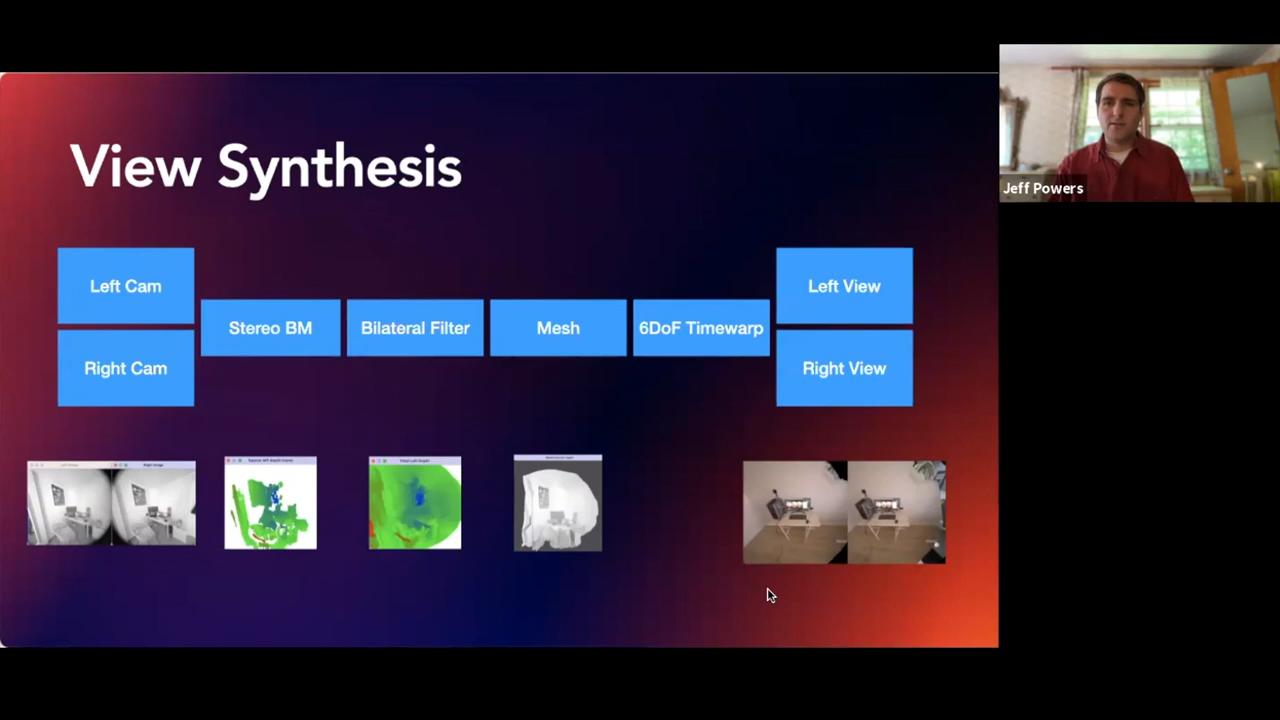 View Synthesis
Left Cam
Right Cam
Stereo BM
Bilateral Filter
Mesh
6DoF Timewarp
Left View
Right View
Jeff Powers